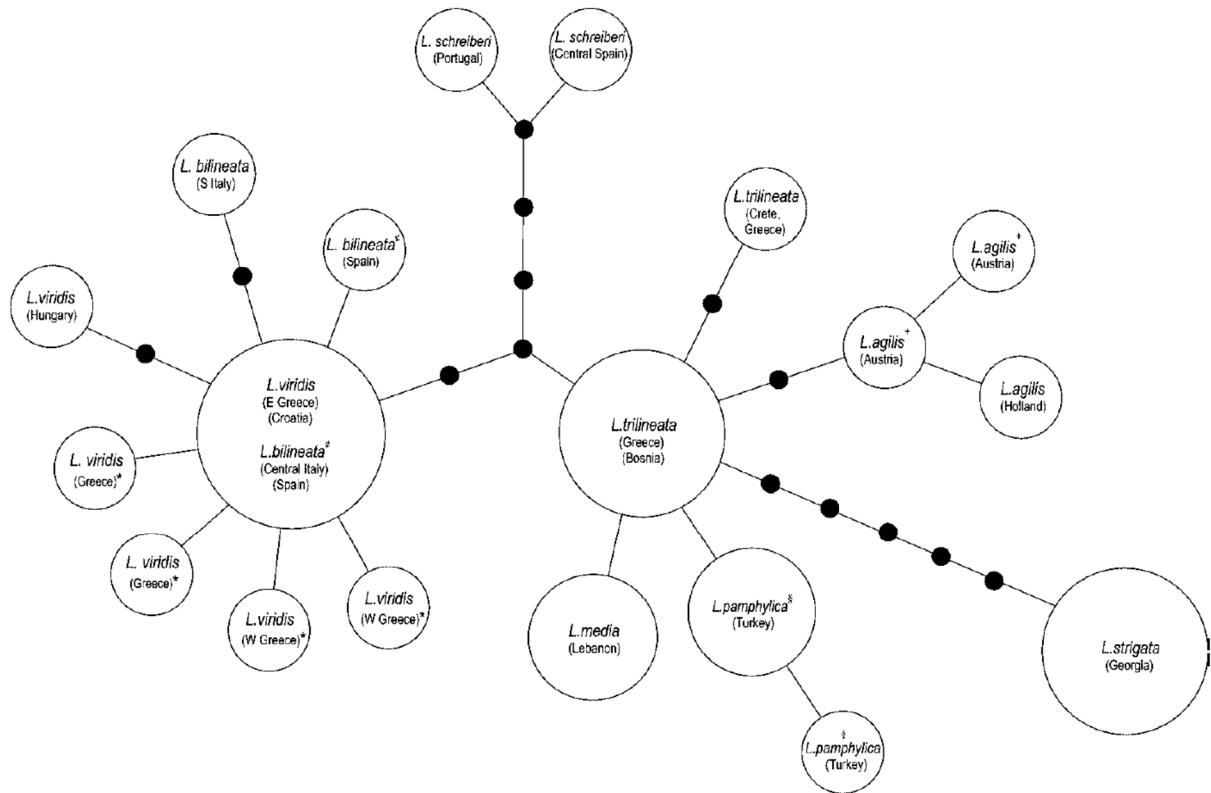 L. schreiberi
(Portugal)
L. schreiberi
(Central Spain)
L. bilineata
(S Italy)
L. bilineata¢
(Spain)
L.trilineata
(Crete,
Greece)
L.agilis⁺
(Austria)
L.viridis
(Hungary)
L.agilis⁺
(Austria)
L.agilis
(Holland)
L.viridis
(E Greece)
(Croatia)
L.bilineata¢
(Central Italy)
(Spain)
L.trilineata
(Greece)
(Bosnia)
L. viridis
(Greece)*
L. viridis
(Greece)*
L.viridis
(W Greece)*
L.viridis
(W Greece)*
L.media
(Lebanon)
L.pamphylica§
(Turkey)
L.strigata
(Georgia)
L.pamphylica§
(Turkey)